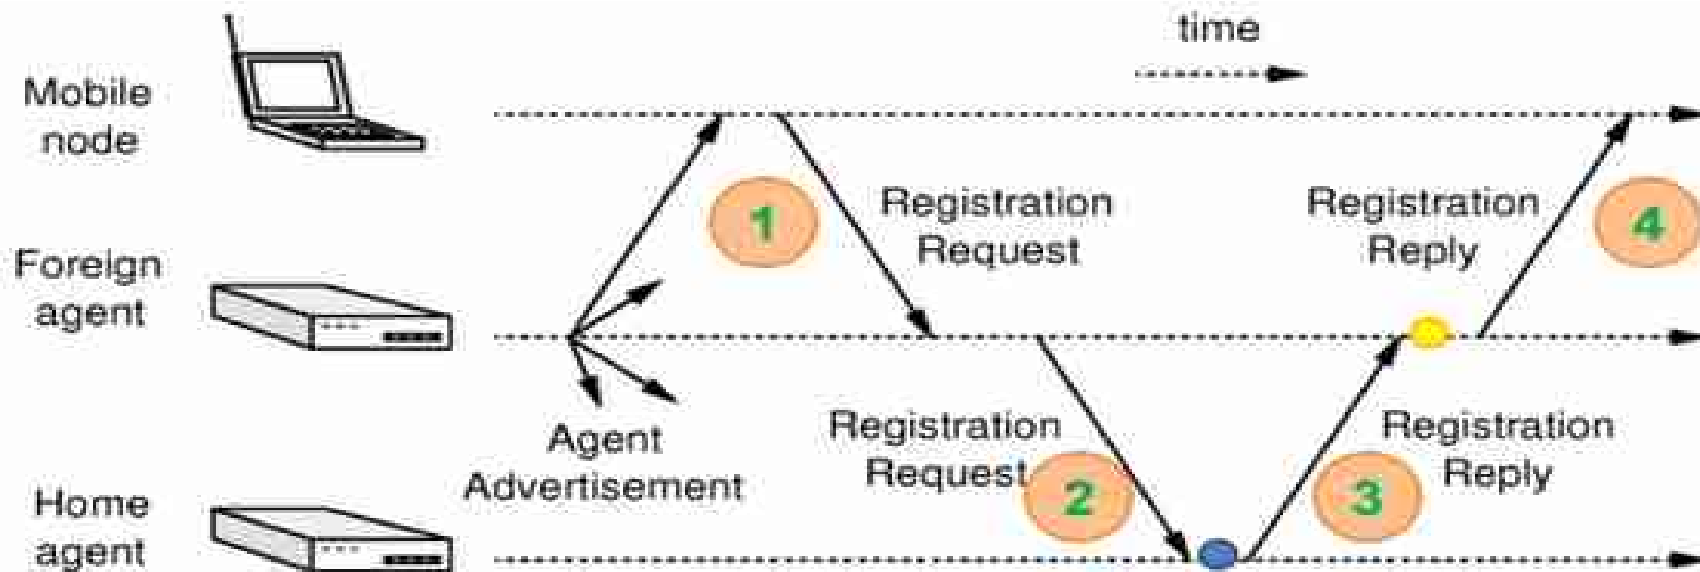 time
Mobile
node
1
Registration
Request
Registration
Reply
4
Foreign
agent
Agent
Advertisement
Registration
Request
2
3
Registration
Reply
Home
agent